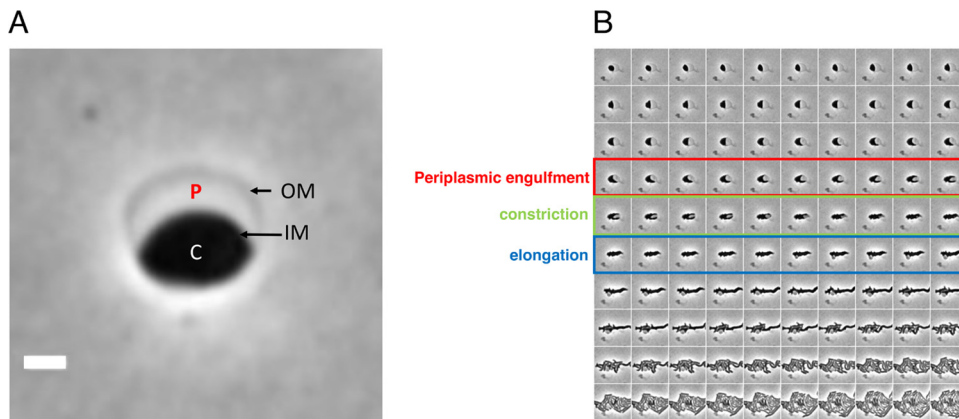 A
B
P
OM
IM
C
Periplasmic engulfment
constriction
elongation